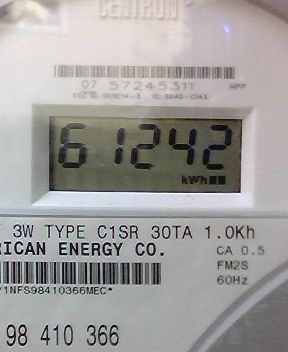 CENTRON
07 57245311 HPP
61242
kWh
3W TYPE C1SR 30TA 1.0Kh
RICAN ENERGY CO. CA 0.5
FM2S
60Hz
1NFS98410366MEC*
98 410 366